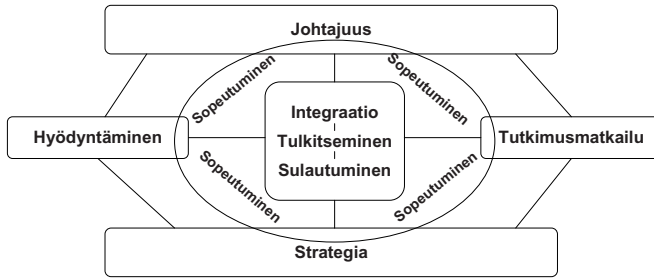 Johtajuus
Sopeutuminen
Sopeutuminen
Integraatio
Hyödyntäminen
Tulkitseminen
Tutkimusmatkailu
Sulautuminen
Sopeutuminen
Sopeutuminen
Strategia